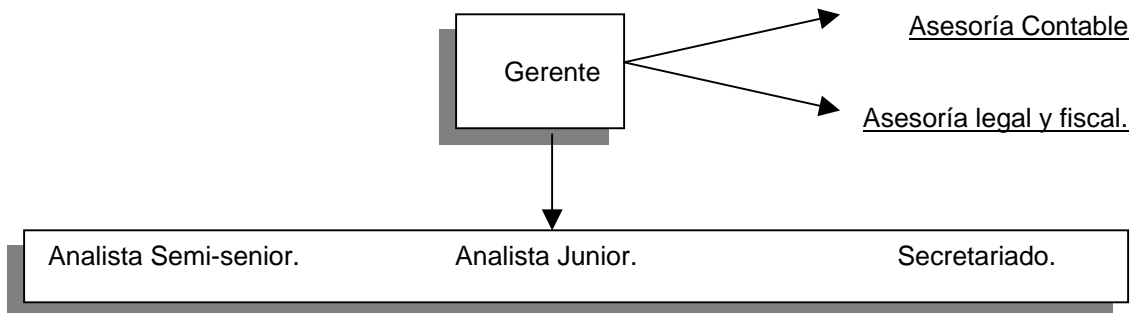 Asesoría Contable
Gerente
Asesoría legal y fiscal.
Analista Semi-senior. Analista Junior. Secretariado.